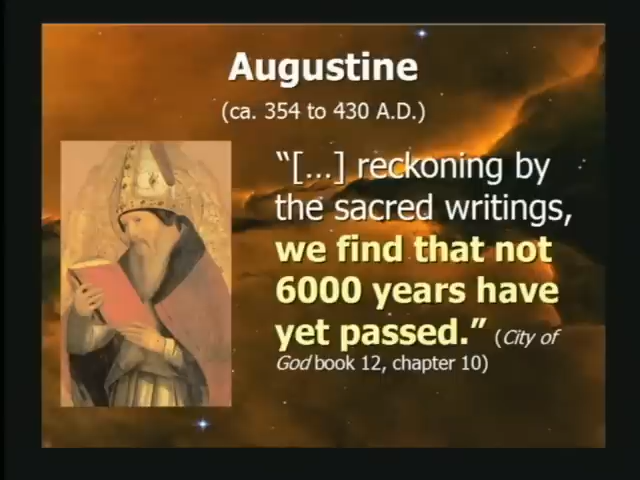 Augustine
(ca. 354 to 430 A.D.)
“[...] reckoning by
the sacred writings,
we find that not
6000 years have
yet passed.” (City of
God book 12, chapter 10)